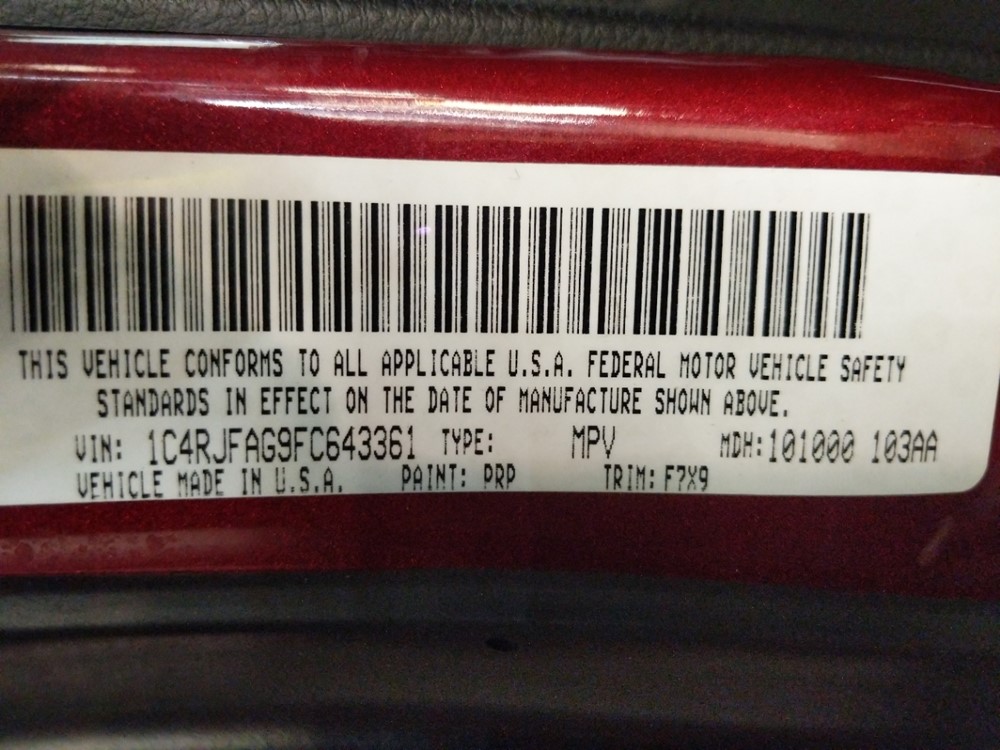 THIS VEHICLE CONFORMS TO ALL APPLICABLE U.S.A. FEDERAL MOTOR VEHICLE SAFETY
STANDARDS IN EFFECT ON THE DATE OF MANUFACTURE SHOWN ABOVE.
VIN: 1C4RJFAG9FC643361 TYPE: MPV MDH:101000 103AA
VEHICLE MADE IN U.S.A. PAINT: PRP TRIM: F7X9